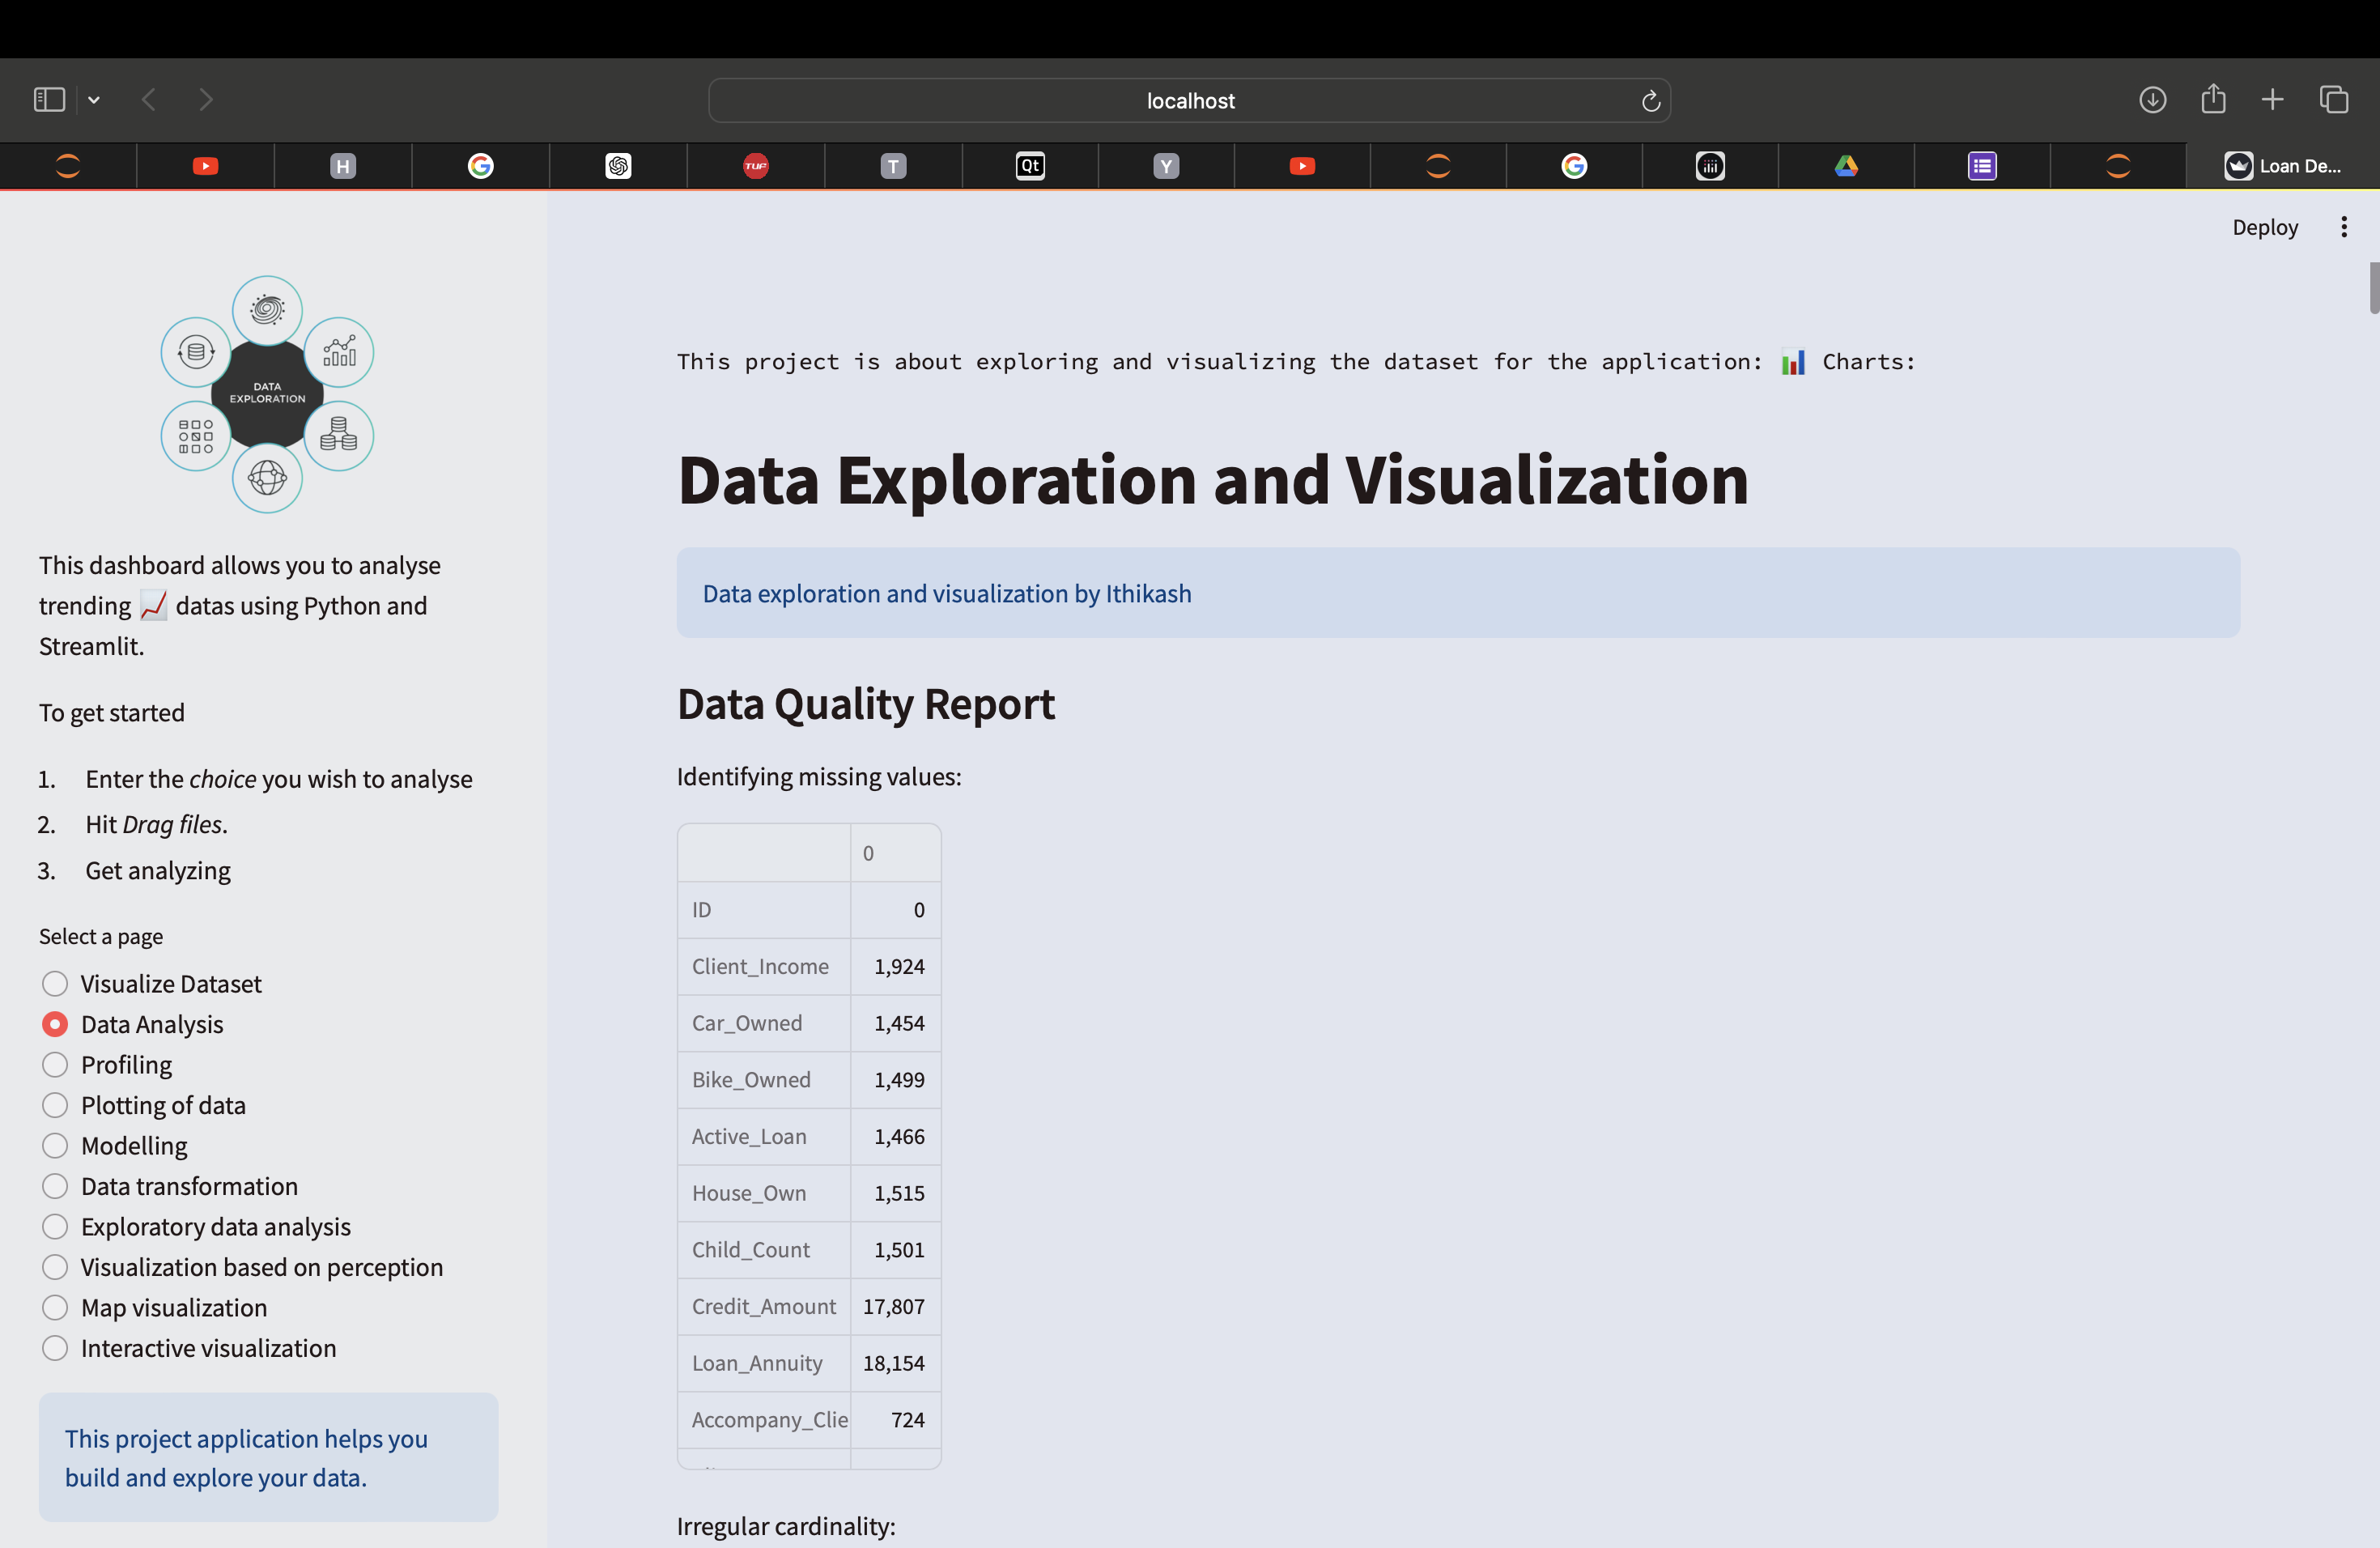 localhost
H
TUF
T
Qt
Y
Loan De...
Deploy
DATA
EXPLORATION
This dashboard allows you to analyse
trending 📈 datas using Python and
Streamlit.
To get started
1. Enter the choice you wish to analyse
2. Hit Drag files.
3. Get analyzing
Select a page
Visualize Dataset
Data Analysis
Profiling
Plotting of data
Modelling
Data transformation
Exploratory data analysis
Visualization based on perception
Map visualization
Interactive visualization
This project application helps you
build and explore your data.
This project is about exploring and visualizing the dataset for the application: 📊 Charts:
Data Exploration and Visualization
Data exploration and visualization by Ithikash
Data Quality Report
Identifying missing values:
0
ID 0
Client_Income 1,924
Car_Owned 1,454
Bike_Owned 1,499
Active_Loan 1,466
House_Own 1,515
Child_Count 1,501
Credit_Amount 17,807
Loan_Annuity 18,154
Accompany_Clie 724
Irregular cardinality: